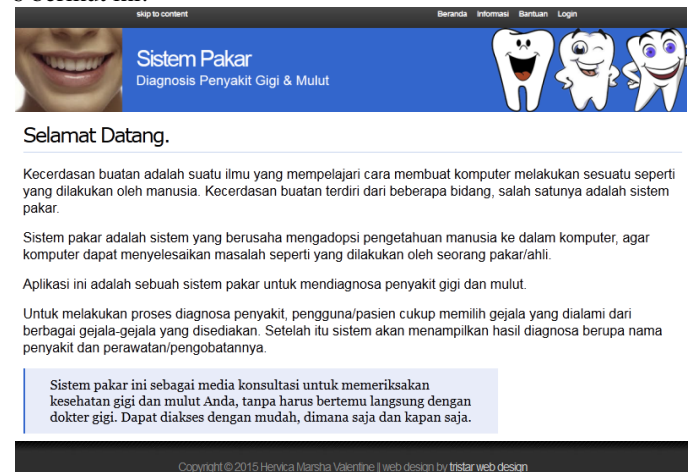 berikut ini.
skip to content
Beranda Informasi Bantuan Login
Sistem Pakar
Diagnosis Penyakit Gigi & Mulut
Selamat Datang.
Kecerdasan buatan adalah suatu ilmu yang mempelajari cara membuat komputer melakukan sesuatu seperti
yang dilakukan oleh manusia. Kecerdasan buatan terdiri dari beberapa bidang, salah satunya adalah sistem
pakar.
Sistem pakar adalah sistem yang berusaha mengadopsi pengetahuan manusia ke dalam komputer, agar
komputer dapat menyelesaikan masalah seperti yang dilakukan oleh seorang pakar/ahli.
Aplikasi ini adalah sebuah sistem pakar untuk mendiagnosa penyakit gigi dan mulut.
Untuk melakukan proses diagnosa penyakit, pengguna/pasien cukup memilih gejala yang dialami dari
berbagai gejala-gejala yang disediakan. Setelah itu sistem akan menampilkan hasil diagnosa berupa nama
penyakit dan perawatan/pengobatannya.
Sistem pakar ini sebagai media konsultasi untuk memeriksakan
kesehatan gigi dan mulut Anda, tanpa harus bertemu langsung dengan
dokter gigi. Dapat diakses dengan mudah, dimana saja dan kapan saja.
Copyright © 2015 Hervica Marsha Valentine || web design by tristar web design